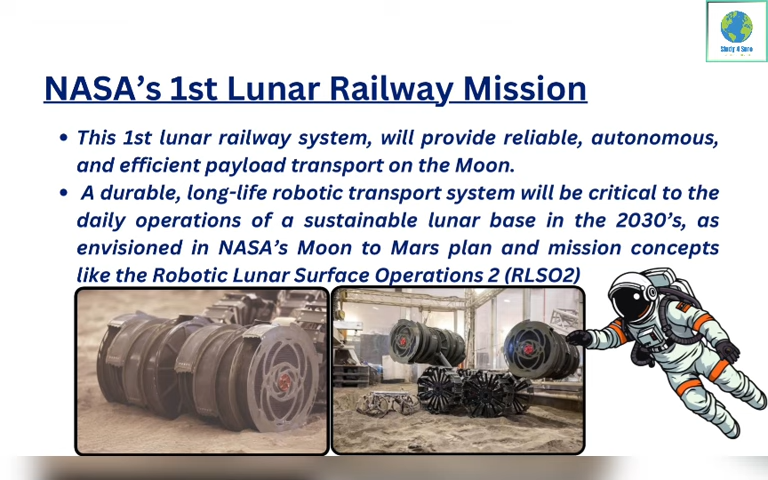 Study 4 Sure
NASA’s 1st Lunar Railway Mission
• This 1st lunar railway system, will provide reliable, autonomous,
and efficient payload transport on the Moon.
• A durable, long-life robotic transport system will be critical to the
daily operations of a sustainable lunar base in the 2030’s, as
envisioned in NASA’s Moon to Mars plan and mission concepts
like the Robotic Lunar Surface Operations 2 (RLSO2)